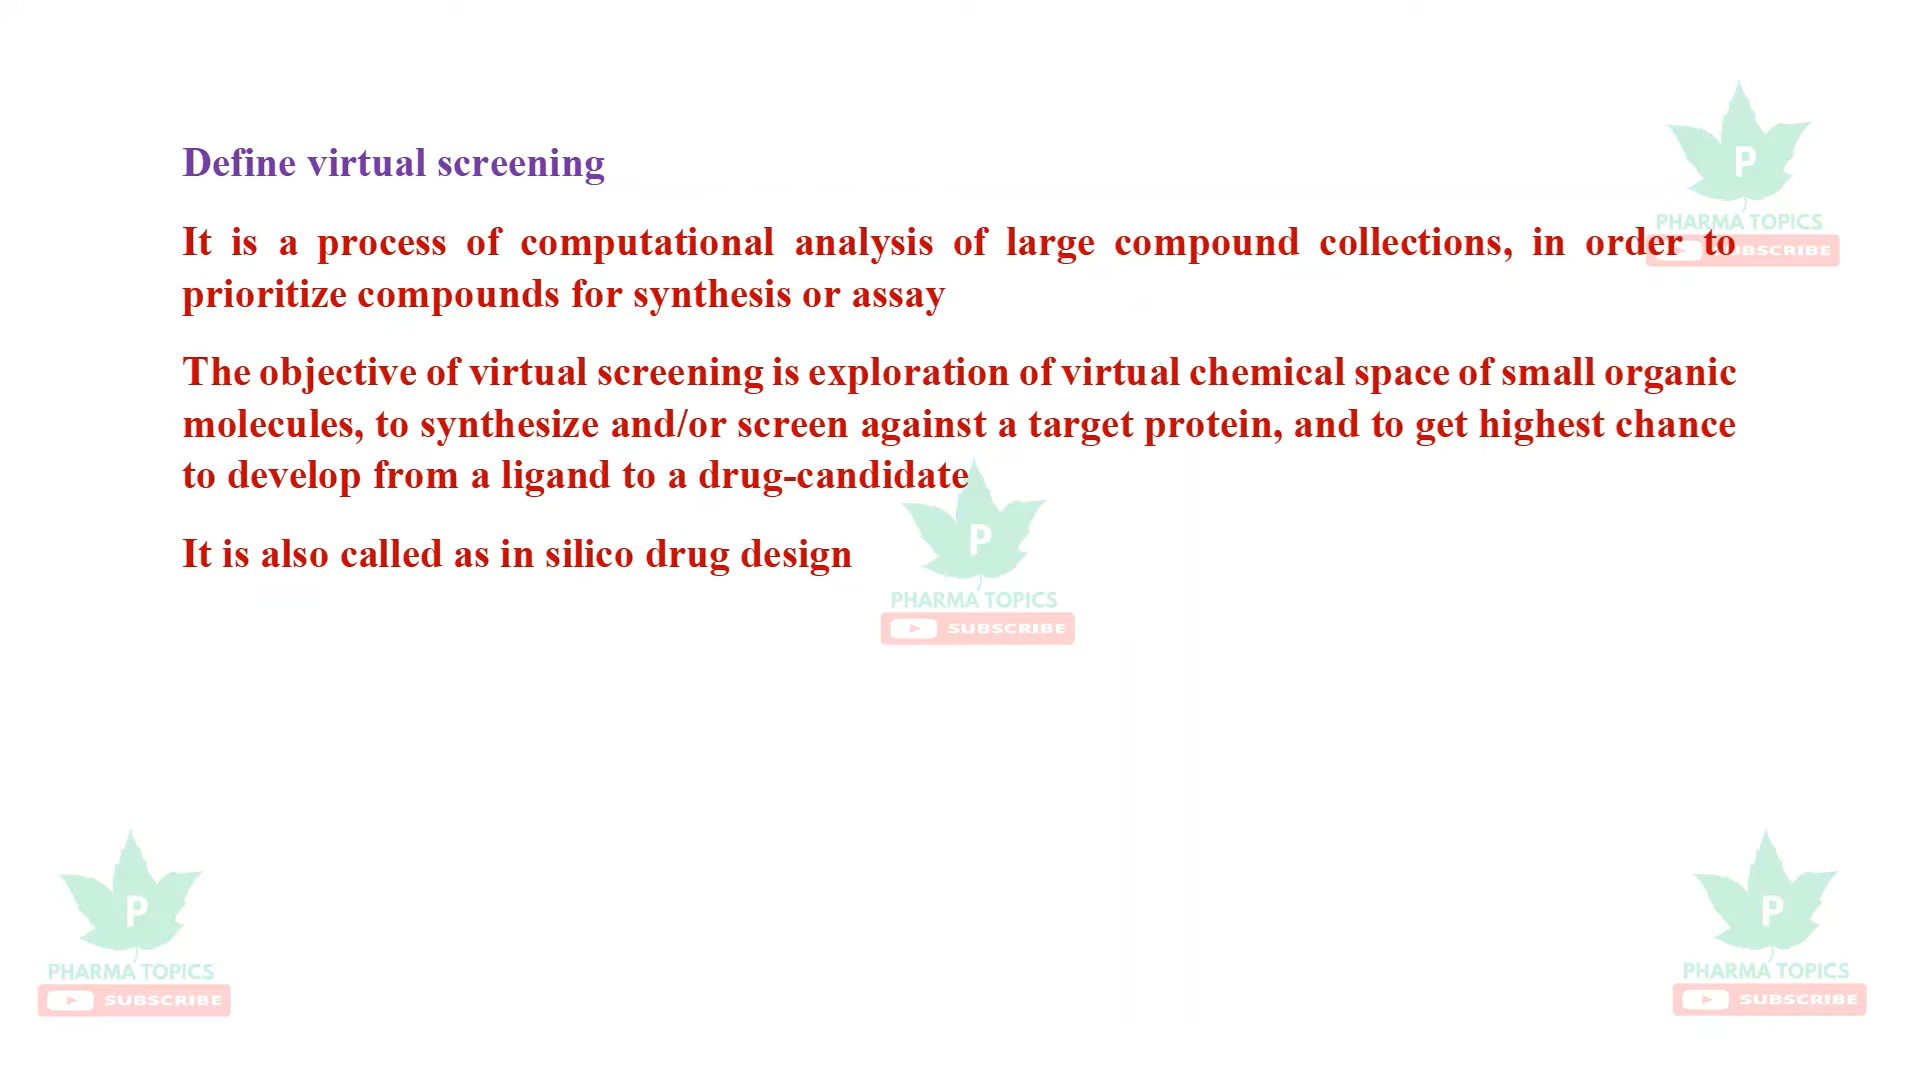 Define virtual screening
It is a process of computational analysis of large compound collections, in order to
prioritize compounds for synthesis or assay
The objective of virtual screening is exploration of virtual chemical space of small organic
molecules, to synthesize and/or screen against a target protein, and to get highest chance
to develop from a ligand to a drug-candidate
It is also called as in silico drug design
P
PHARMA TOPICS
SUBSCRIBE
P
PHARMA TOPICS
SUBSCRIBE
P
PHARMA TOPICS
SUBSCRIBE
P
PHARMA TOPICS
SUBSCRIBE